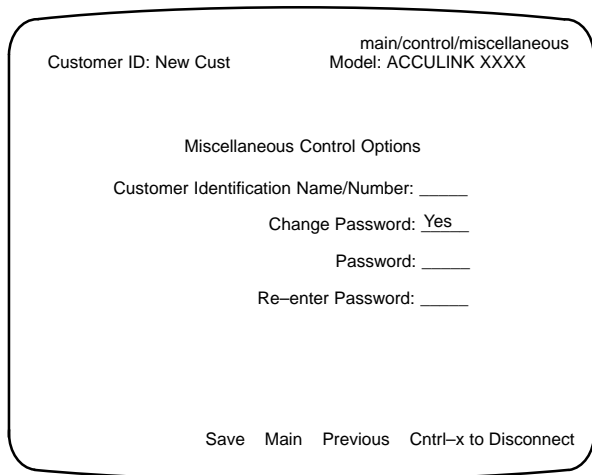 main/control/miscellaneous
Customer ID: New Cust Model: ACCULINK XXXX
Miscellaneous Control Options
Customer Identification Name/Number: _____
Change Password: Yes
Password: _____
Re–enter Password: _____
Save Main Previous Cntrl–x to Disconnect